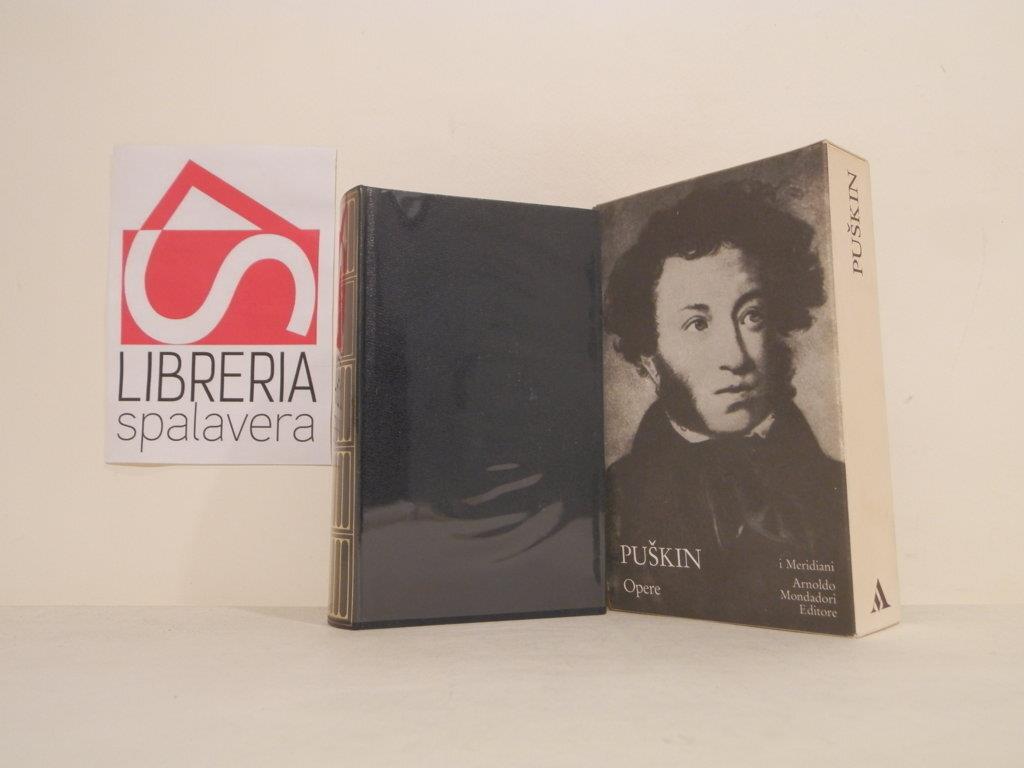 LIBRERIA
spalavera
PUŠKIN
Opere
i Meridiani
Arnoldo
Mondadori
Editore
PUŠKIN